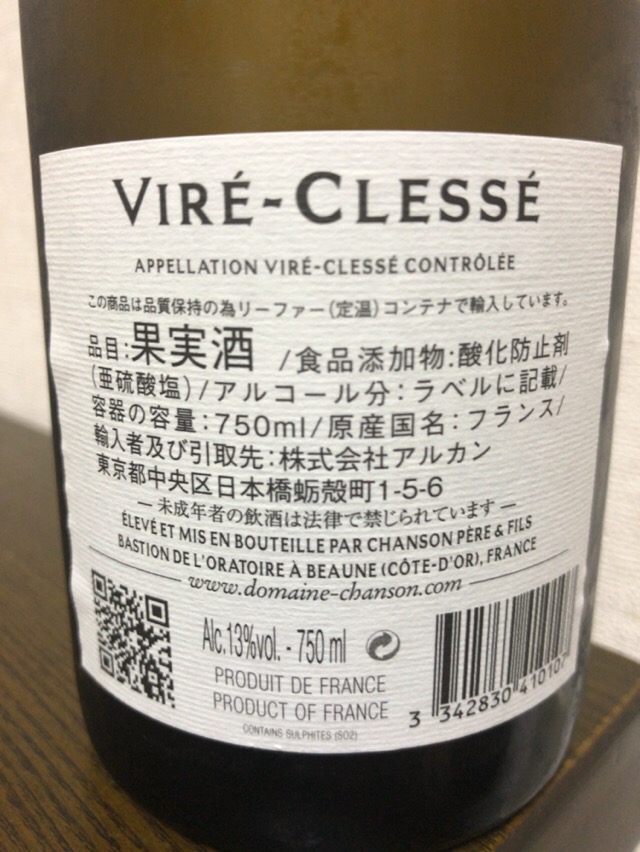 VIRÉ-CLESSÉ
APPELLATION VIRÉ-CLESSÉ CONTRÔLÉE
この商品は品質保持の為リーファー(定温)コンテナで輸入しています。
品目:果実酒 /食品添加物:酸化防止剤
(亜硫酸塩)/アルコール分:ラベルに記載/
容器の容量:750ml/原産国名:フランス/
輸入者及び引取先:株式会社アルカン
東京都中央区日本橋蛎殻町1-5-6
未成年者の飲酒は法律で禁じられています
ÉLEVÉ ET MIS EN BOUTEILLE PAR CHANSON PÈRE & FILS
BASTION DE L'ORATOIRE À BEAUNE (CÔTE-D'OR), FRANCE
www.domaine-chanson.com
Alc.13%vol. - 750 ml
PRODUIT DE FRANCE
PRODUCT OF FRANCE
CONTAINS SULPHITES (SO2)
3 342830 410107